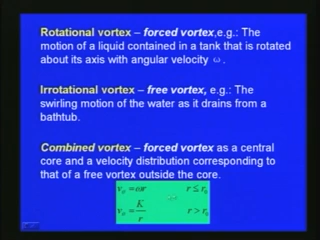 Rotational vortex – forced vortex,e.g.: The
motion of a liquid contained in a tank that is rotated
about its axis with angular velocity ω.
Irrotational vortex – free vortex, e.g.: The
swirling motion of the water as it drains from a
bathtub.
Combined vortex – forced vortex as a central
core and a velocity distribution corresponding to
that of a free vortex outside the core.
v_θ = ωr r ≤ r₀
v_θ = K/r r > r₀